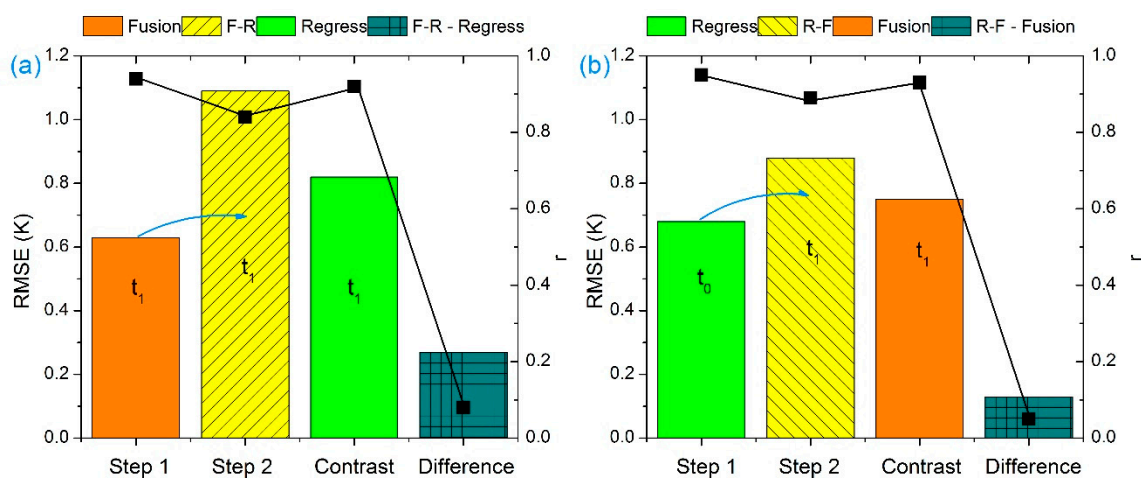 Fusion F-R Regress F-R - Regress
(a)
1.2
1.0
0.8
0.6
0.4
0.2
0.0
RMSE (K)
t1
t1
t1
1.0
0.8
0.6
0.4
0.2
0.0
r
Step 1 Step 2 Contrast Difference
Regress R-F Fusion R-F - Fusion
(b)
1.2
1.0
0.8
0.6
0.4
0.2
0.0
RMSE (K)
t0
t1
t1
1.0
0.8
0.6
0.4
0.2
0.0
r
Step 1 Step 2 Contrast Difference